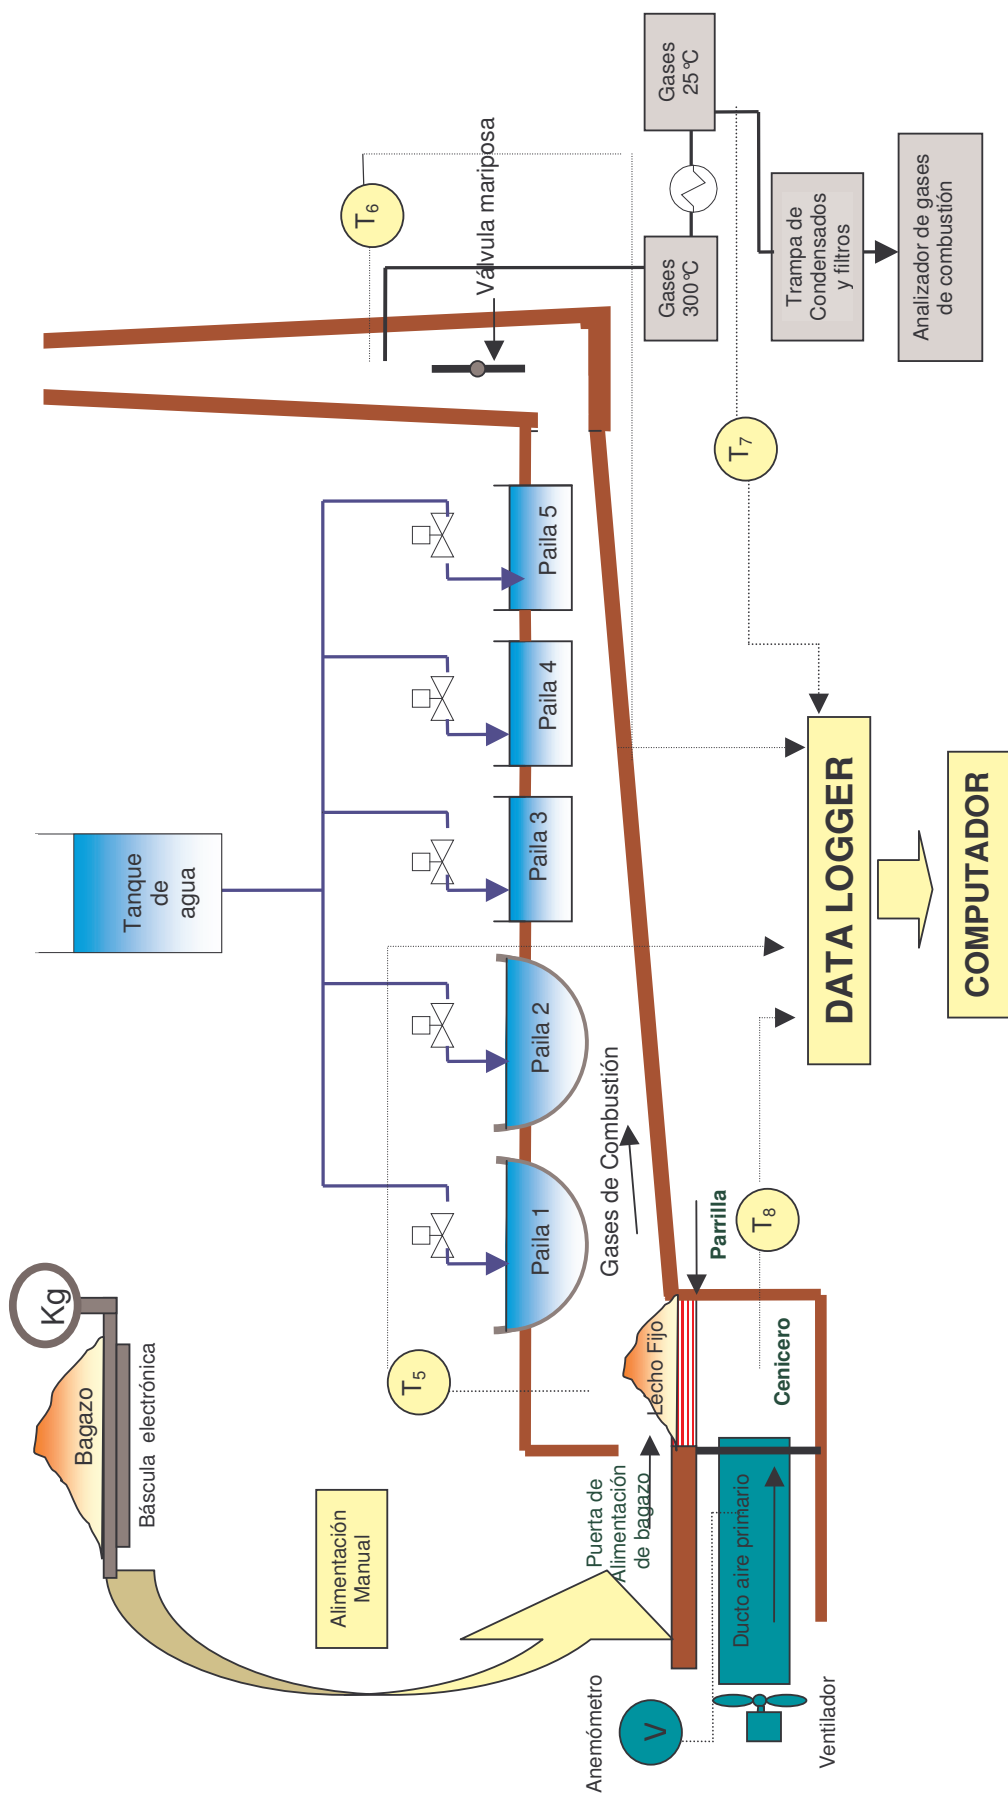 Kg
Bagazo
Báscula electrónica
Alimentación
Manual
Tanque
de
agua
T6
Válvula mariposa
T5
Paila 1
Paila 2
Paila 3
Paila 4
Paila 5
Gases de Combustión
Puerta de
Alimentación
de bagazo
Lecho Fijo
Parrilla
Cenicero
T8
Anemómetro
V
Ducto aire primario
Ventilador
Gases
300°C
Gases
25°C
T7
Trampa de
Condensados
y filtros
Analizador de gases
de combustión
DATA LOGGER
COMPUTADOR